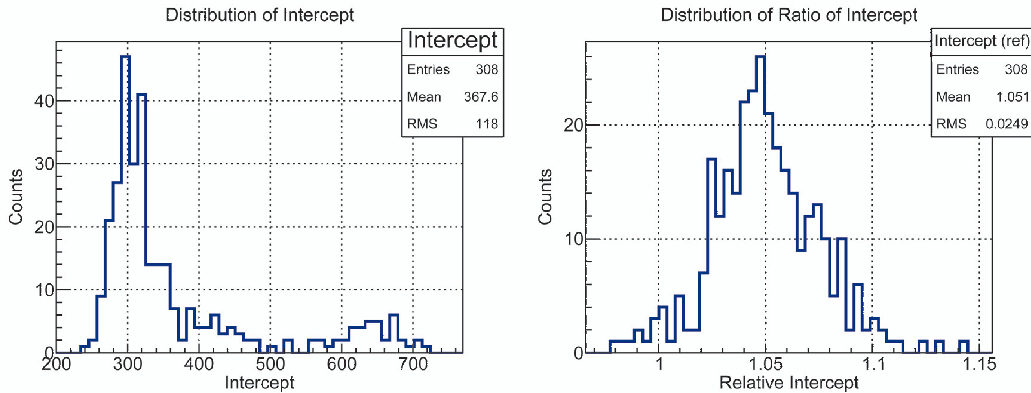 Distribution of Intercept
Intercept
Entries 308
Mean 367.6
RMS 118
Counts
40
30
20
10
0
200 300 400 500 600 700
Intercept
Distribution of Ratio of Intercept
Intercept (ref)
Entries 308
Mean 1.051
RMS 0.0249
Counts
20
10
0
1 1.05 1.1 1.15
Relative Intercept